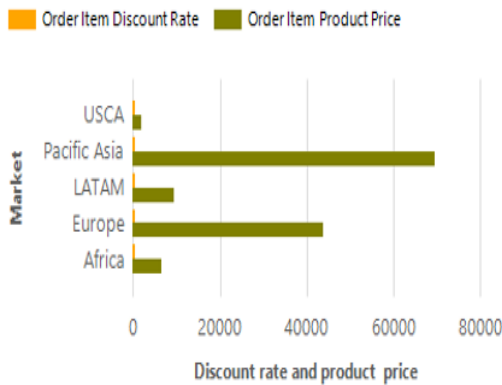 Order Item Discount Rate Order Item Product Price
USCA
Pacific Asia
LATAM
Europe
Africa
Market
0 20000 40000 60000 80000
Discount rate and product price